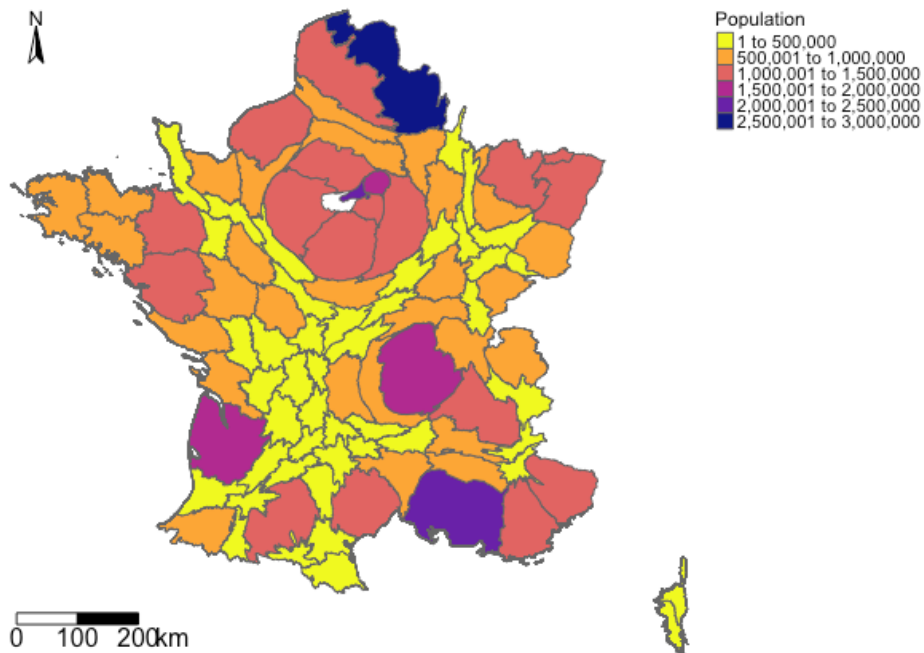 N
Population
1 to 500,000
500,001 to 1,000,000
1,000,001 to 1,500,000
1,500,001 to 2,000,000
2,000,001 to 2,500,000
2,500,001 to 3,000,000
0 100 200km